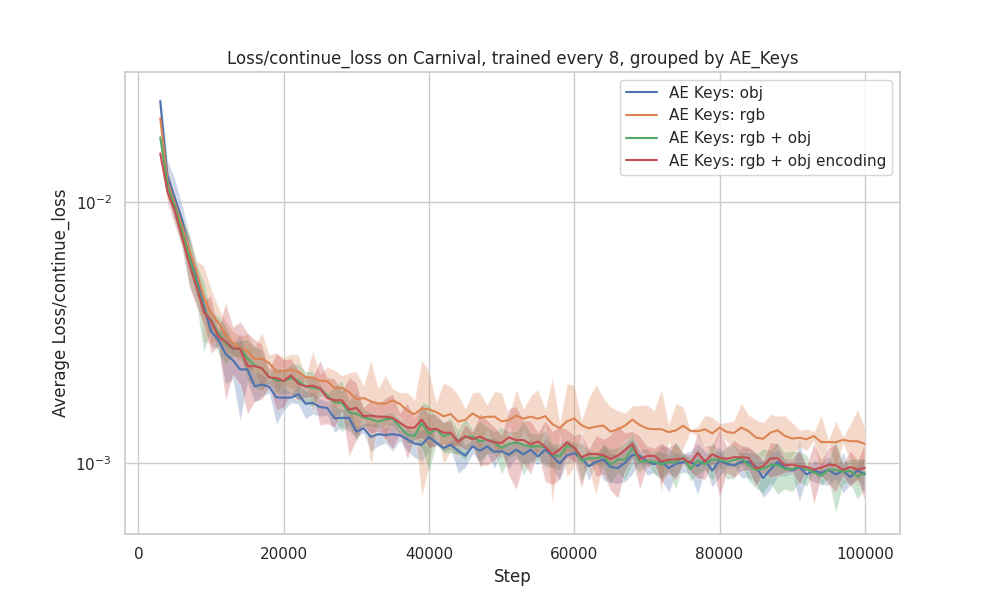 Loss/continue_loss on Carnival, trained every 8, grouped by AE_Keys
AE Keys: obj
AE Keys: rgb
AE Keys: rgb + obj
AE Keys: rgb + obj encoding
Average Loss/continue_loss
10⁻²
10⁻³
0
20000
40000
60000
80000
100000
Step